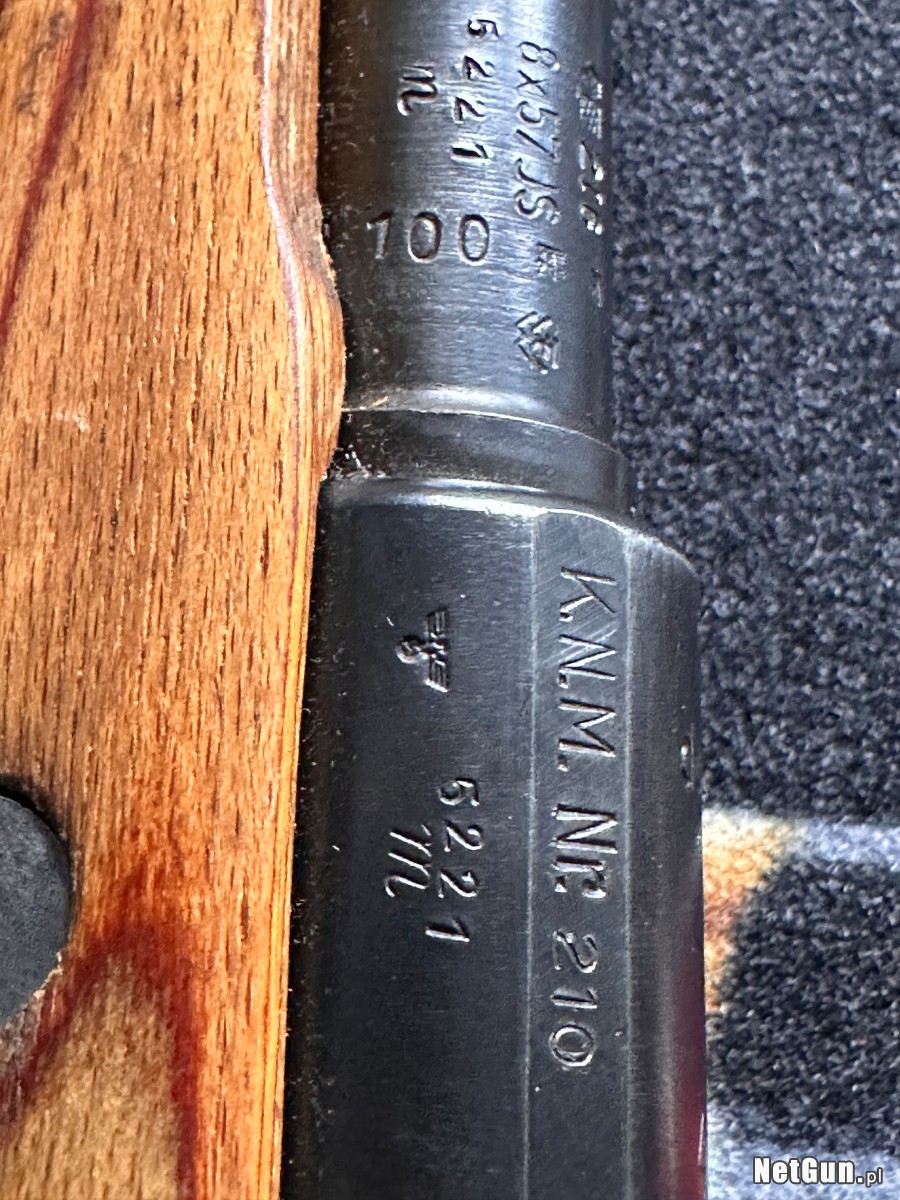 5221
m
8x57JS
100
K.N.M. Nr. 210
5221
m
NetGun.pl